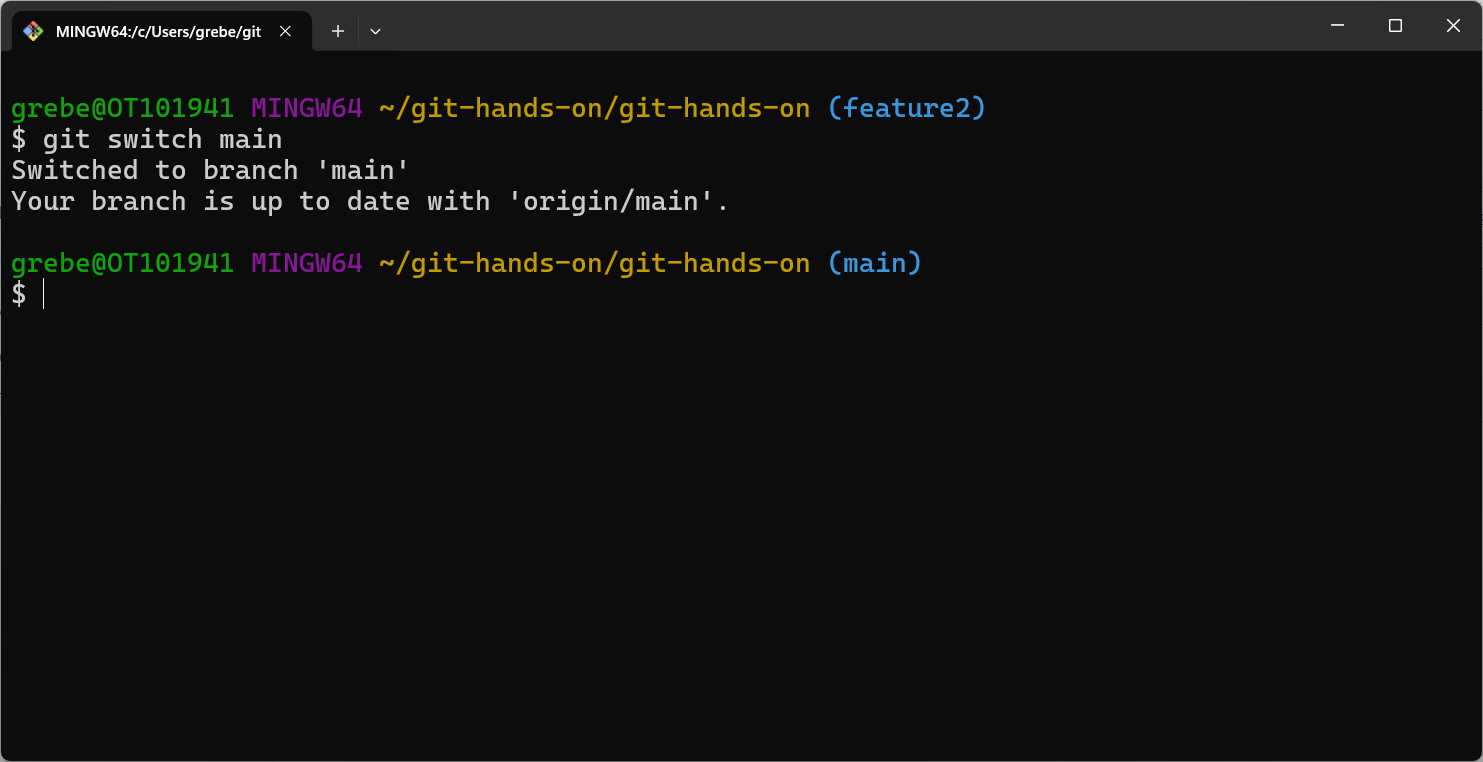 MINGW64:/c/Users/grebe/git
grebe@OT101941 MINGW64 ~/git-hands-on/git-hands-on (feature2)
$ git switch main
Switched to branch 'main'
Your branch is up to date with 'origin/main'.
grebe@OT101941 MINGW64 ~/git-hands-on/git-hands-on (main)
$